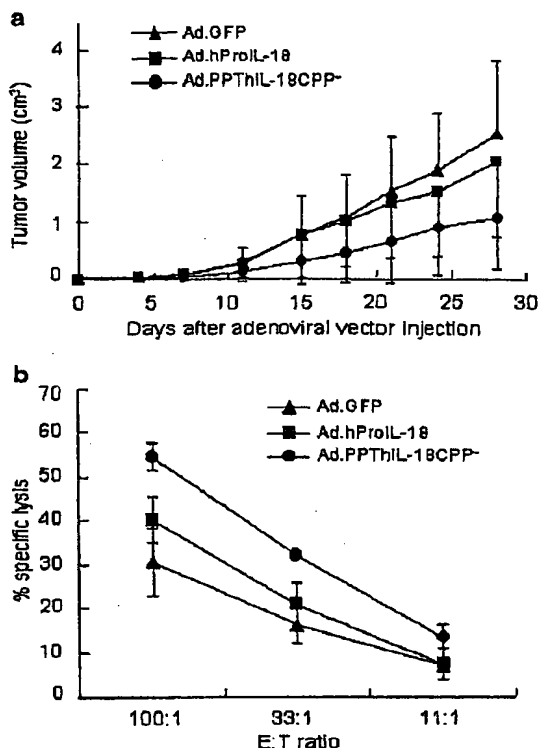 a
Ad.GFP
Ad.hProIL-18
Ad.PPThIL-18CPP-
Tumor volume (cm³)
4
3
2
1
0
0 5 10 15 20 25 30
Days after adenoviral vector injection
b
Ad.GFP
Ad.hProIL-18
Ad.PPThIL-18CPP-
% specific lysis
70
60
50
40
30
20
10
0
100:1 33:1 11:1
E:T ratio